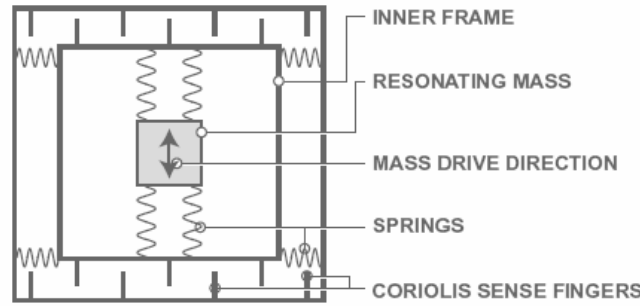 INNER FRAME
RESONATING MASS
MASS DRIVE DIRECTION
SPRINGS
CORIOLIS SENSE FINGERS